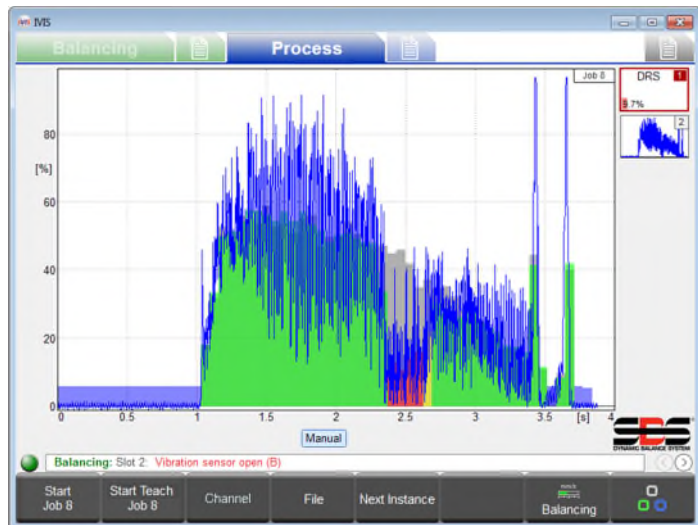 IVIS
Balancing
Process
Job 8
DRS 1
5.7%
2
[%]
80
60
40
20
0
0 0.5 1 1.5 2 2.5 3 3.5 [s] 4
Manual
SBS
DYNAMIC BALANCE SYSTEM
Balancing: Slot 2: Vibration sensor open (B)
Start Job 8
Start Teach Job 8
Channel
File
Next Instance
Balancing